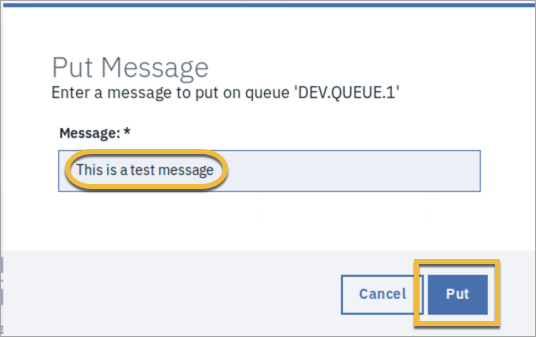 Put Message
Enter a message to put on queue 'DEV.QUEUE.1'
Message: *
This is a test message
Cancel
Put